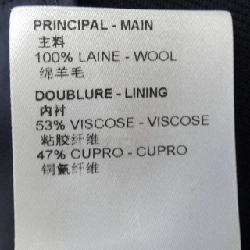 PRINCIPAL - MAIN
主料
100% LAINE - WOOL
绵羊毛
DOUBLURE - LINING
内衬
53% VISCOSE - VISCOSE
粘胶纤维
47% CUPRO - CUPRO
铜氨纤维